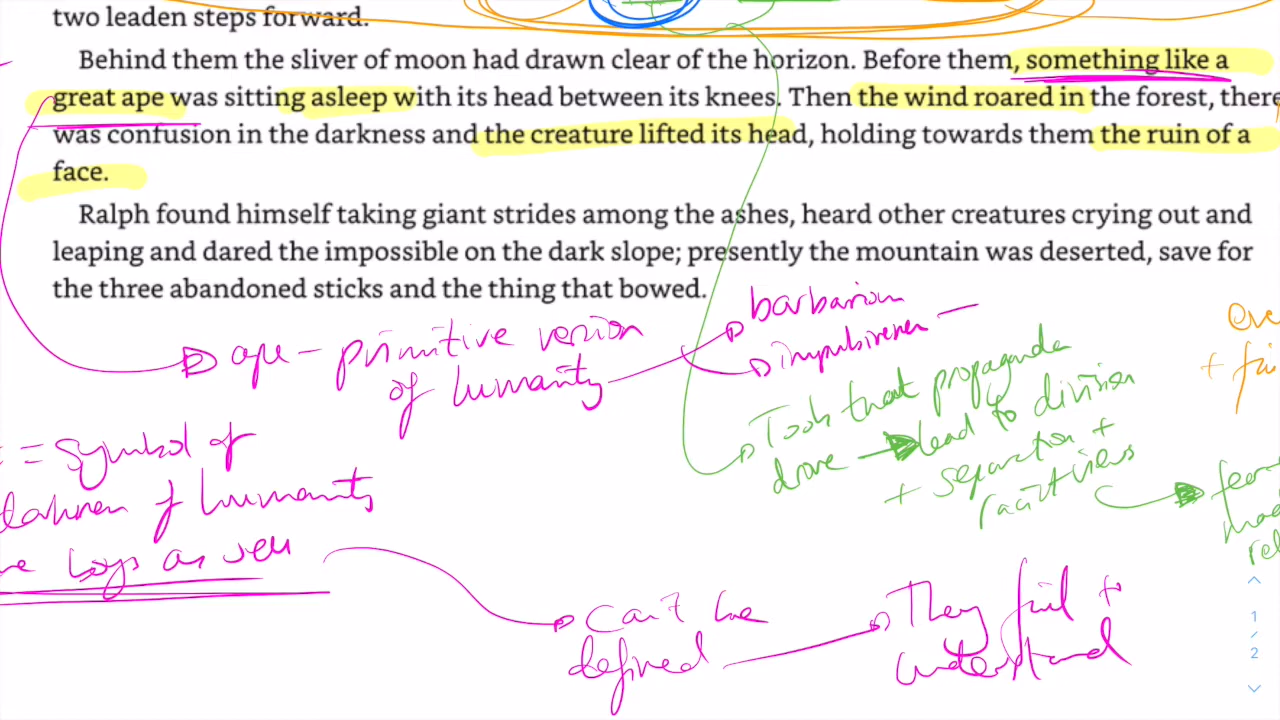 two leaden steps forward.
Behind them the sliver of moon had drawn clear of the horizon. Before them, something like a
great ape was sitting asleep with its head between its knees. Then the wind roared in the forest, there
was confusion in the darkness and the creature lifted its head, holding towards them the ruin of a
face.
Ralph found himself taking giant strides among the ashes, heard other creatures crying out and
leaping and dared the impossible on the dark slope; presently the mountain was deserted, save for
the three abandoned sticks and the thing that bowed.
ape - primitive version
of humanity
Tools that propaganda
drove
lead to division
+ separation +
racist views
= symbol of
of humanity
boys as well
can't be
defined
They fail +
understand
1
/
2